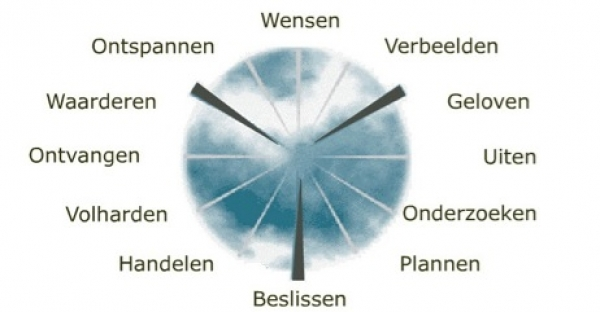 Wensen
Ontspannen
Verbeelden
Waarderen
Geloven
Ontvangen
Uiten
Volharden
Onderzoeken
Handelen
Plannen
Beslissen